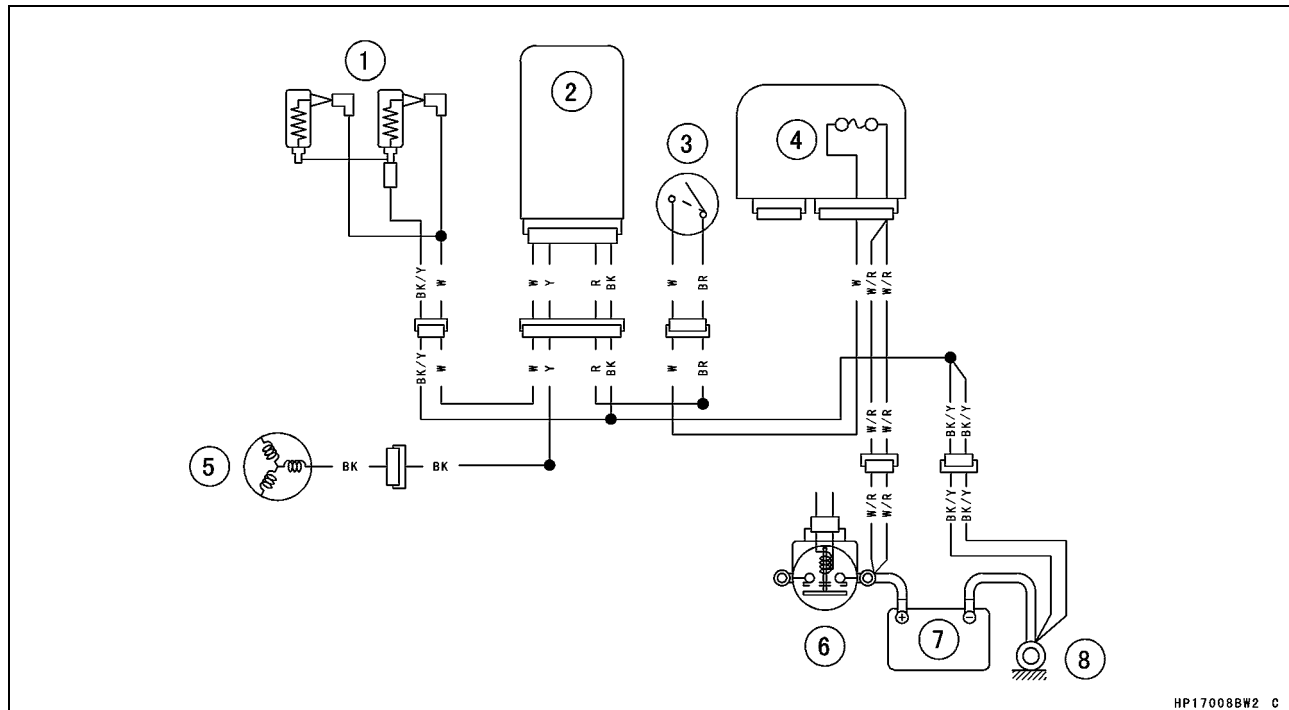 1
2
3
4
BK/Y W W Y R BK W BR W W/R W/R
BK/Y W W Y R BK W BR
W/R W/R BK/Y BK/Y
5 BK BK
W/R W/R BK/Y BK/Y
6 7 8
HP17008BW2 C